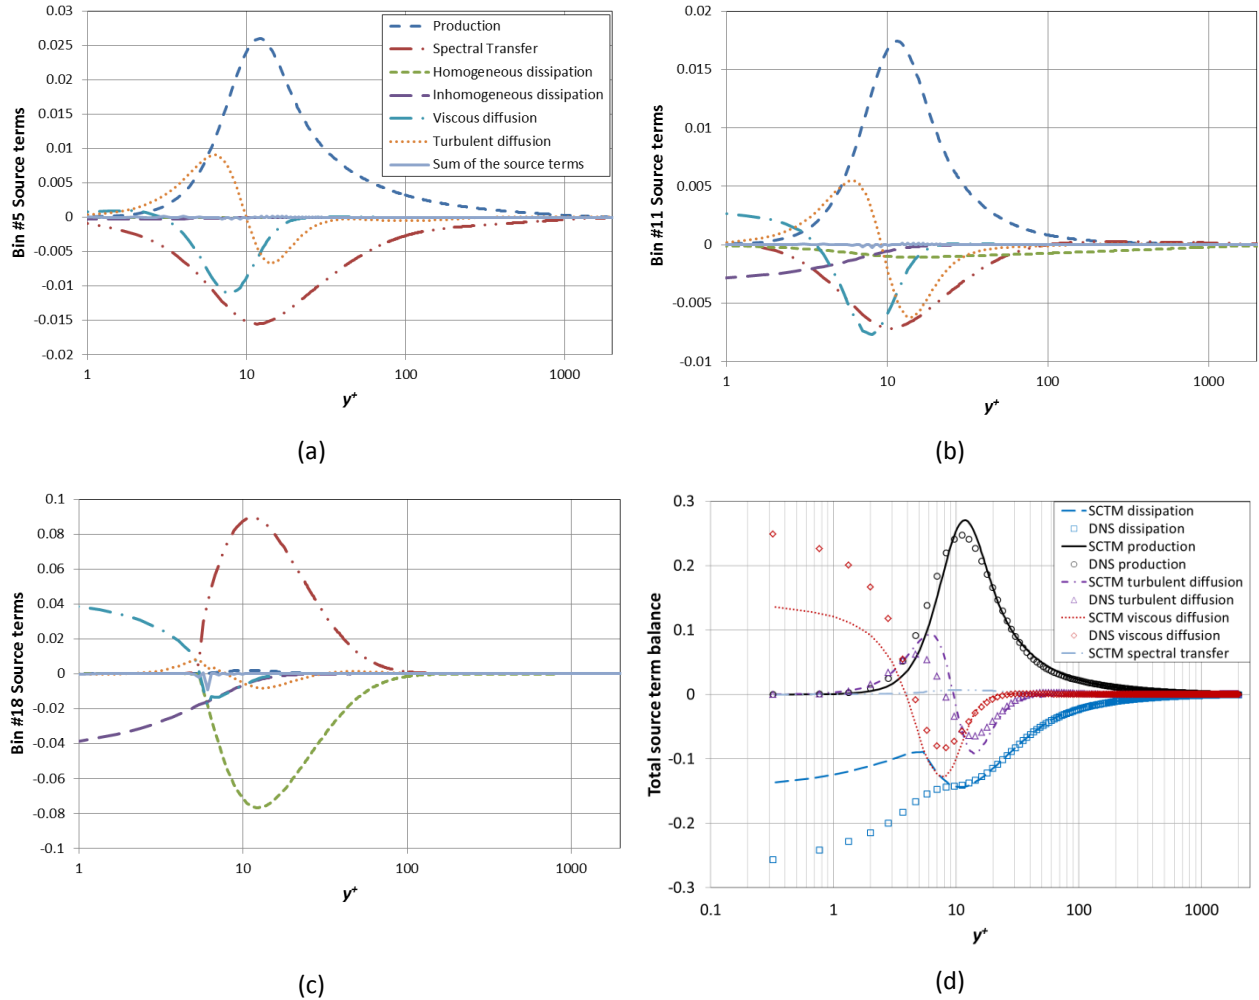 0.03
0.025
0.02
0.015
0.01
0.005
0
-0.005
-0.01
-0.015
-0.02
Bin #5 Source terms
Production
Spectral Transfer
Homogeneous dissipation
Inhomogeneous dissipation
Viscous diffusion
Turbulent diffusion
Sum of the source terms
1
10
100
1000
y+
(a)
0.02
0.015
0.01
0.005
0
-0.005
-0.01
Bin #11 Source terms
1
10
100
1000
y+
(b)
0.1
0.08
0.06
0.04
0.02
0
-0.02
-0.04
-0.06
-0.08
-0.1
Bin #18 Source terms
1
10
100
1000
y+
(c)
0.3
0.2
0.1
0
-0.1
-0.2
-0.3
Total source term balance
SCTM dissipation
DNS dissipation
SCTM production
DNS production
SCTM turbulent diffusion
DNS turbulent diffusion
SCTM viscous diffusion
DNS viscous diffusion
SCTM spectral transfer
0.1
1
10
100
1000
y+
(d)